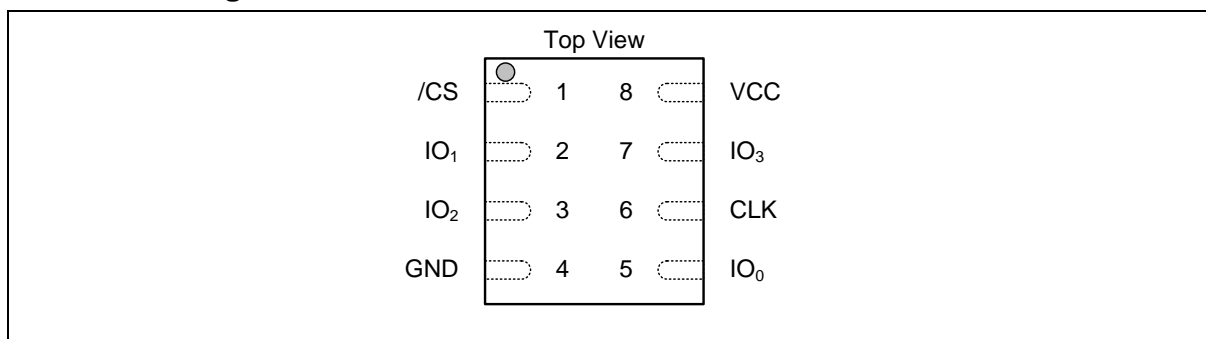 Top View
/CS 1 8 VCC
IO₁ 2 7 IO₃
IO₂ 3 6 CLK
GND 4 5 IO₀